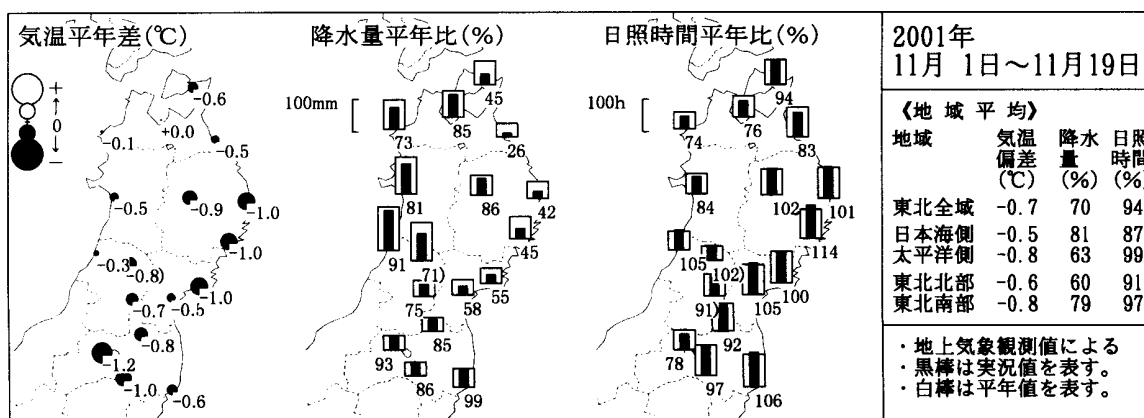 気温平年差(℃)
+
↑
0
↓
−
-0.6
+0.0
-0.1
-0.5
-0.5
-0.9
-1.0
-1.0
-0.3
-0.8)
-1.0
-0.7
-0.5
-0.8
-1.2
-1.0
-0.6
降水量平年比(%)
100mm
45
85
73
26
81
86
42
45
91
71)
55
75
58
85
93
86
99
日照時間平年比(%)
100h
94
76
74
83
84
102
101
114
105
102)
100
91)
105
92
78
97
106
2001年
11月 1日～11月19日
《地 域 平 均》
地域 気温 降水 日照
偏差 量 時間
(℃) (%) (%)
東北全域 -0.7 70 94
日本海側 -0.5 81 87
太平洋側 -0.8 63 99
東北北部 -0.6 60 91
東北南部 -0.8 79 97
・地上気象観測値による
・黒棒は実況値を表す。
・白棒は平年値を表す。